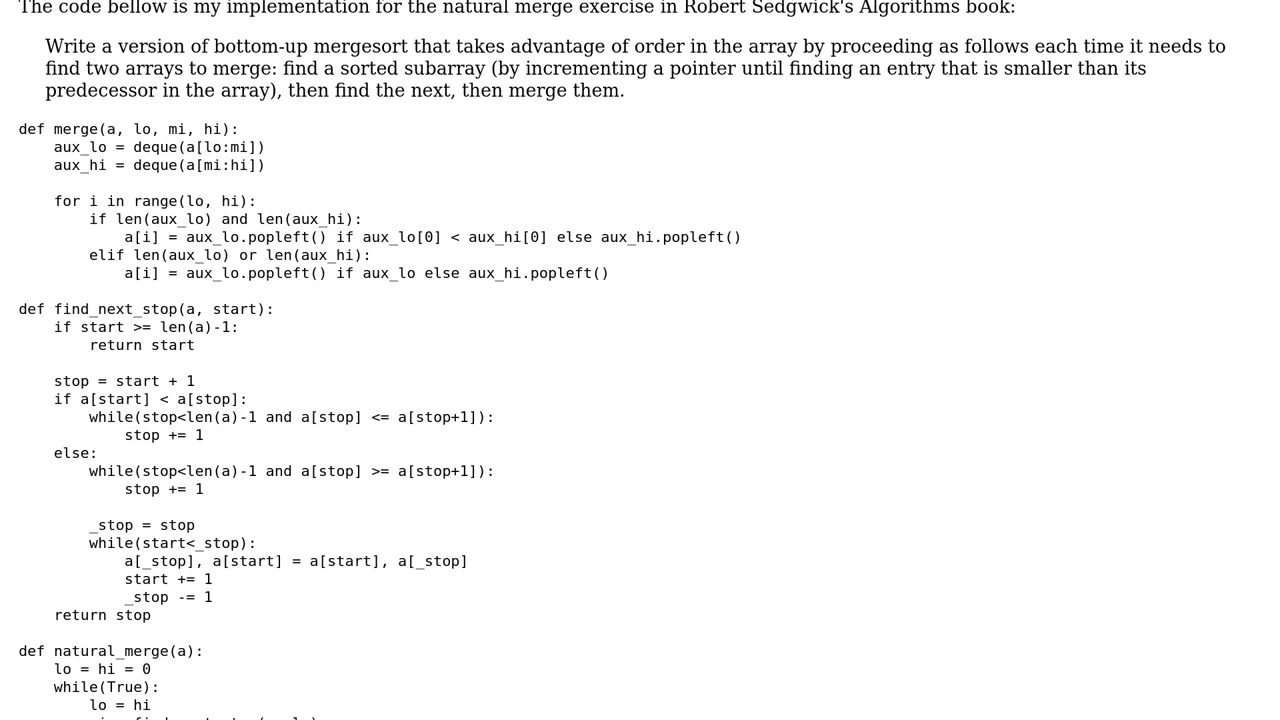 The code bellow is my implementation for the natural merge exercise in Robert Sedgwick's Algorithms book:
Write a version of bottom-up mergesort that takes advantage of order in the array by proceeding as follows each time it needs to
find two arrays to merge: find a sorted subarray (by incrementing a pointer until finding an entry that is smaller than its
predecessor in the array), then find the next, then merge them.
def merge(a, lo, mi, hi):
    aux_lo = deque(a[lo:mi])
    aux_hi = deque(a[mi:hi])
    for i in range(lo, hi):
        if len(aux_lo) and len(aux_hi):
            a[i] = aux_lo.popleft() if aux_lo[0] < aux_hi[0] else aux_hi.popleft()
        elif len(aux_lo) or len(aux_hi):
            a[i] = aux_lo.popleft() if aux_lo else aux_hi.popleft()
def find_next_stop(a, start):
    if start >= len(a)-1:
        return start
    stop = start + 1
    if a[start] < a[stop]:
        while(stop<len(a)-1 and a[stop] <= a[stop+1]):
            stop += 1
    else:
        while(stop<len(a)-1 and a[stop] >= a[stop+1]):
            stop += 1
        _stop = stop
        while(start<_stop):
            a[_stop], a[start] = a[start], a[_stop]
            start += 1
            _stop -= 1
    return stop
def natural_merge(a):
    lo = hi = 0
    while(True):
        lo = hi